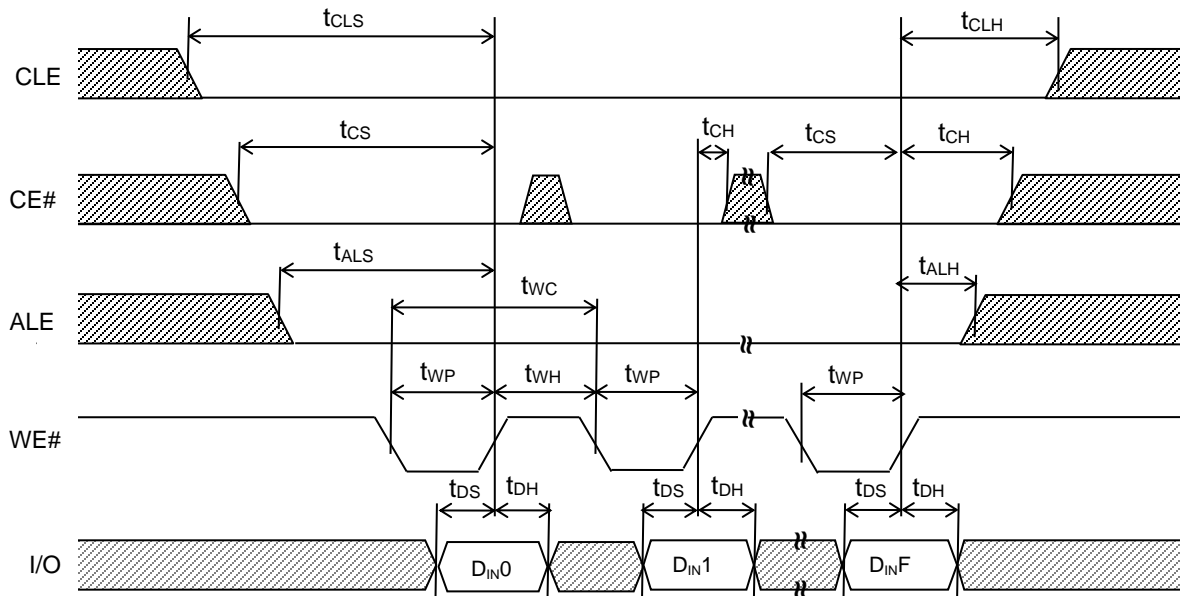 tCLS
tCLH
CLE
tCS
tCH
tCS
tCH
CE#
tALS
tWC
tALH
ALE
tWP
tWH
tWP
tWP
WE#
tDS
tDH
tDS
tDH
tDS
tDH
I/O
DIN0
DIN1
DINF